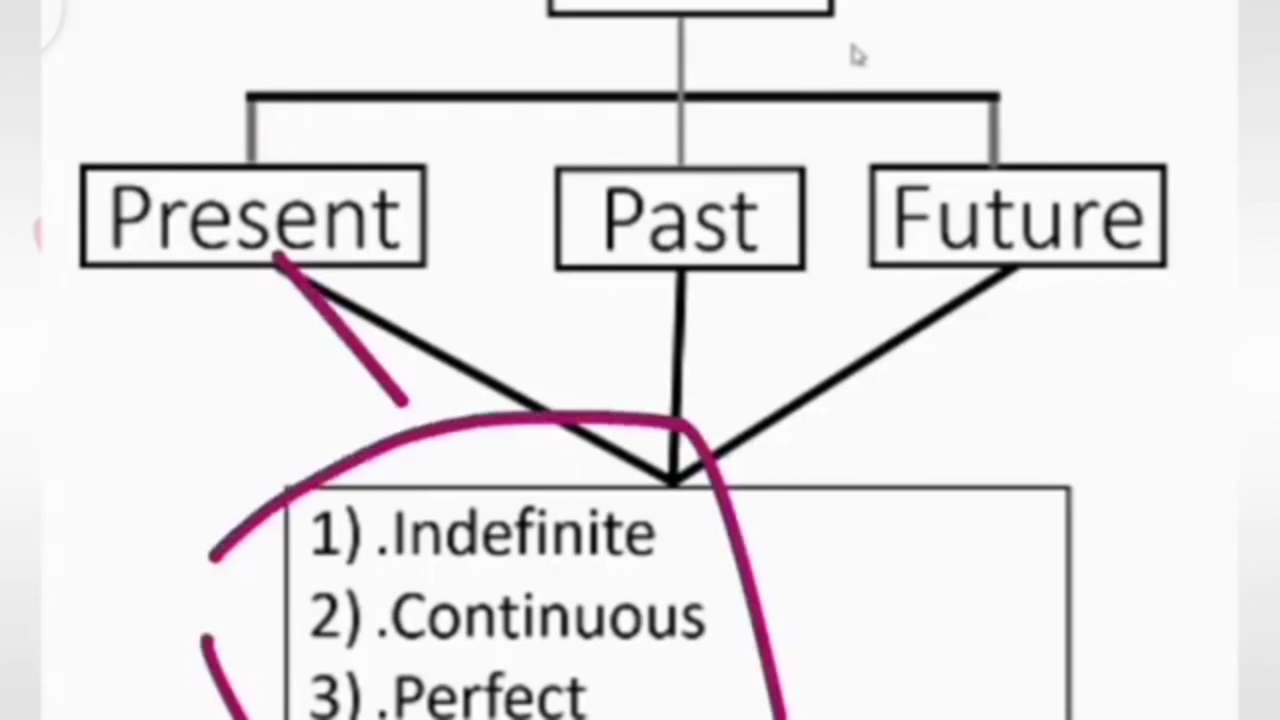 Present Past Future
1) .Indefinite
2) .Continuous
3) .Perfect